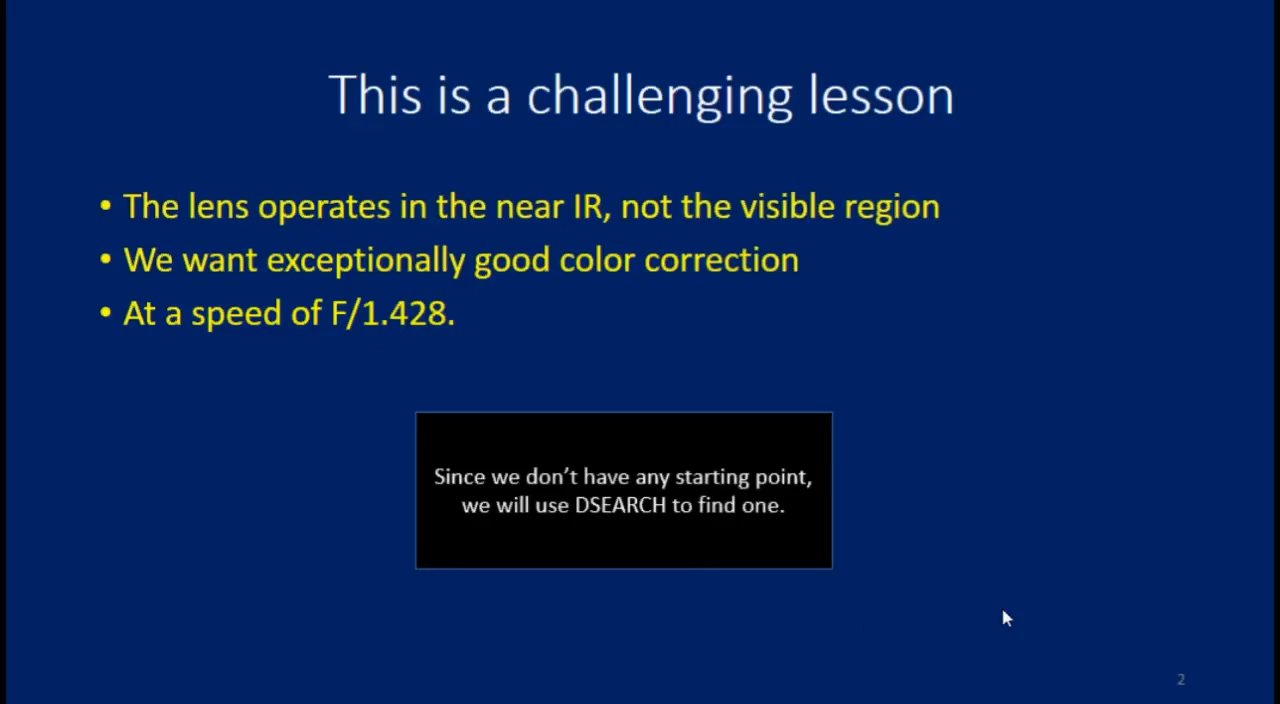 This is a challenging lesson
• The lens operates in the near IR, not the visible region
• We want exceptionally good color correction
• At a speed of F/1.428.
Since we don’t have any starting point,
we will use DSEARCH to find one.
2